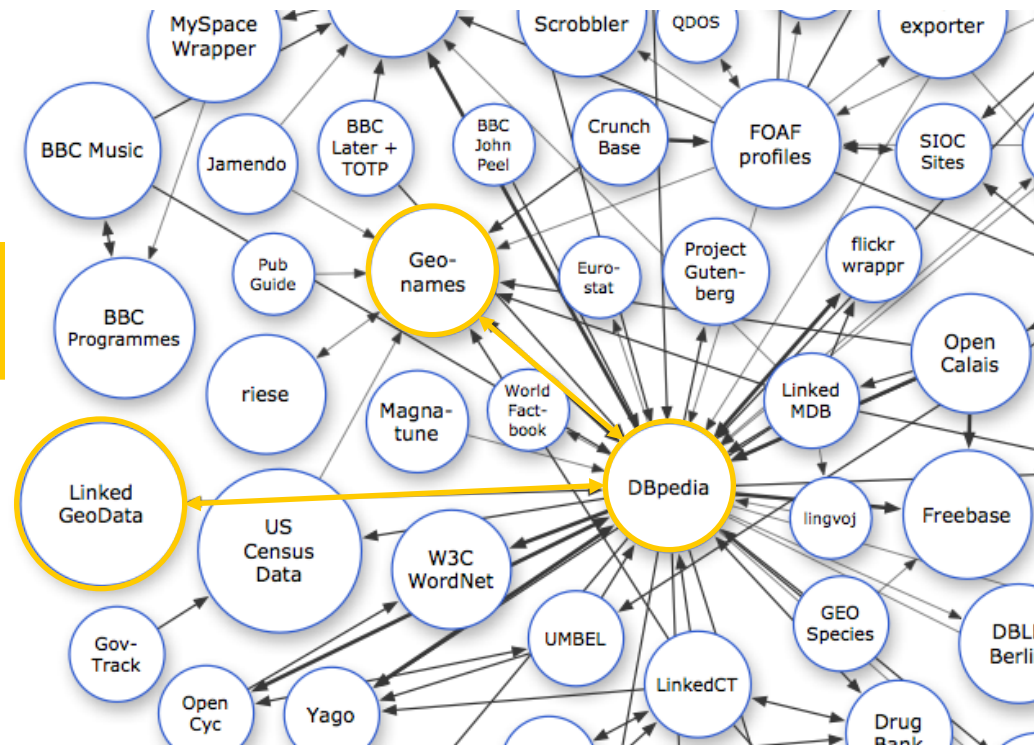 MySpace
Wrapper
Scrobbler
QDOS
exporter
BBC Music
Jamendo
BBC
Later +
TOTP
BBC
John
Peel
Crunch
Base
FOAF
profiles
SIOC
Sites
Pub
Guide
Geo-
names
Euro-
stat
Project
Guten-
berg
flickr
wrappr
BBC
Programmes
riese
Magna-
tune
World
Fact-
book
Linked
MDB
Open
Calais
Linked
GeoData
US
Census
Data
W3C
WordNet
DBpedia
lingvoj
Freebase
Gov-
Track
Open
Cyc
Yago
UMBEL
LinkedCT
GEO
Species
DBL
Berli
Drug
Bank